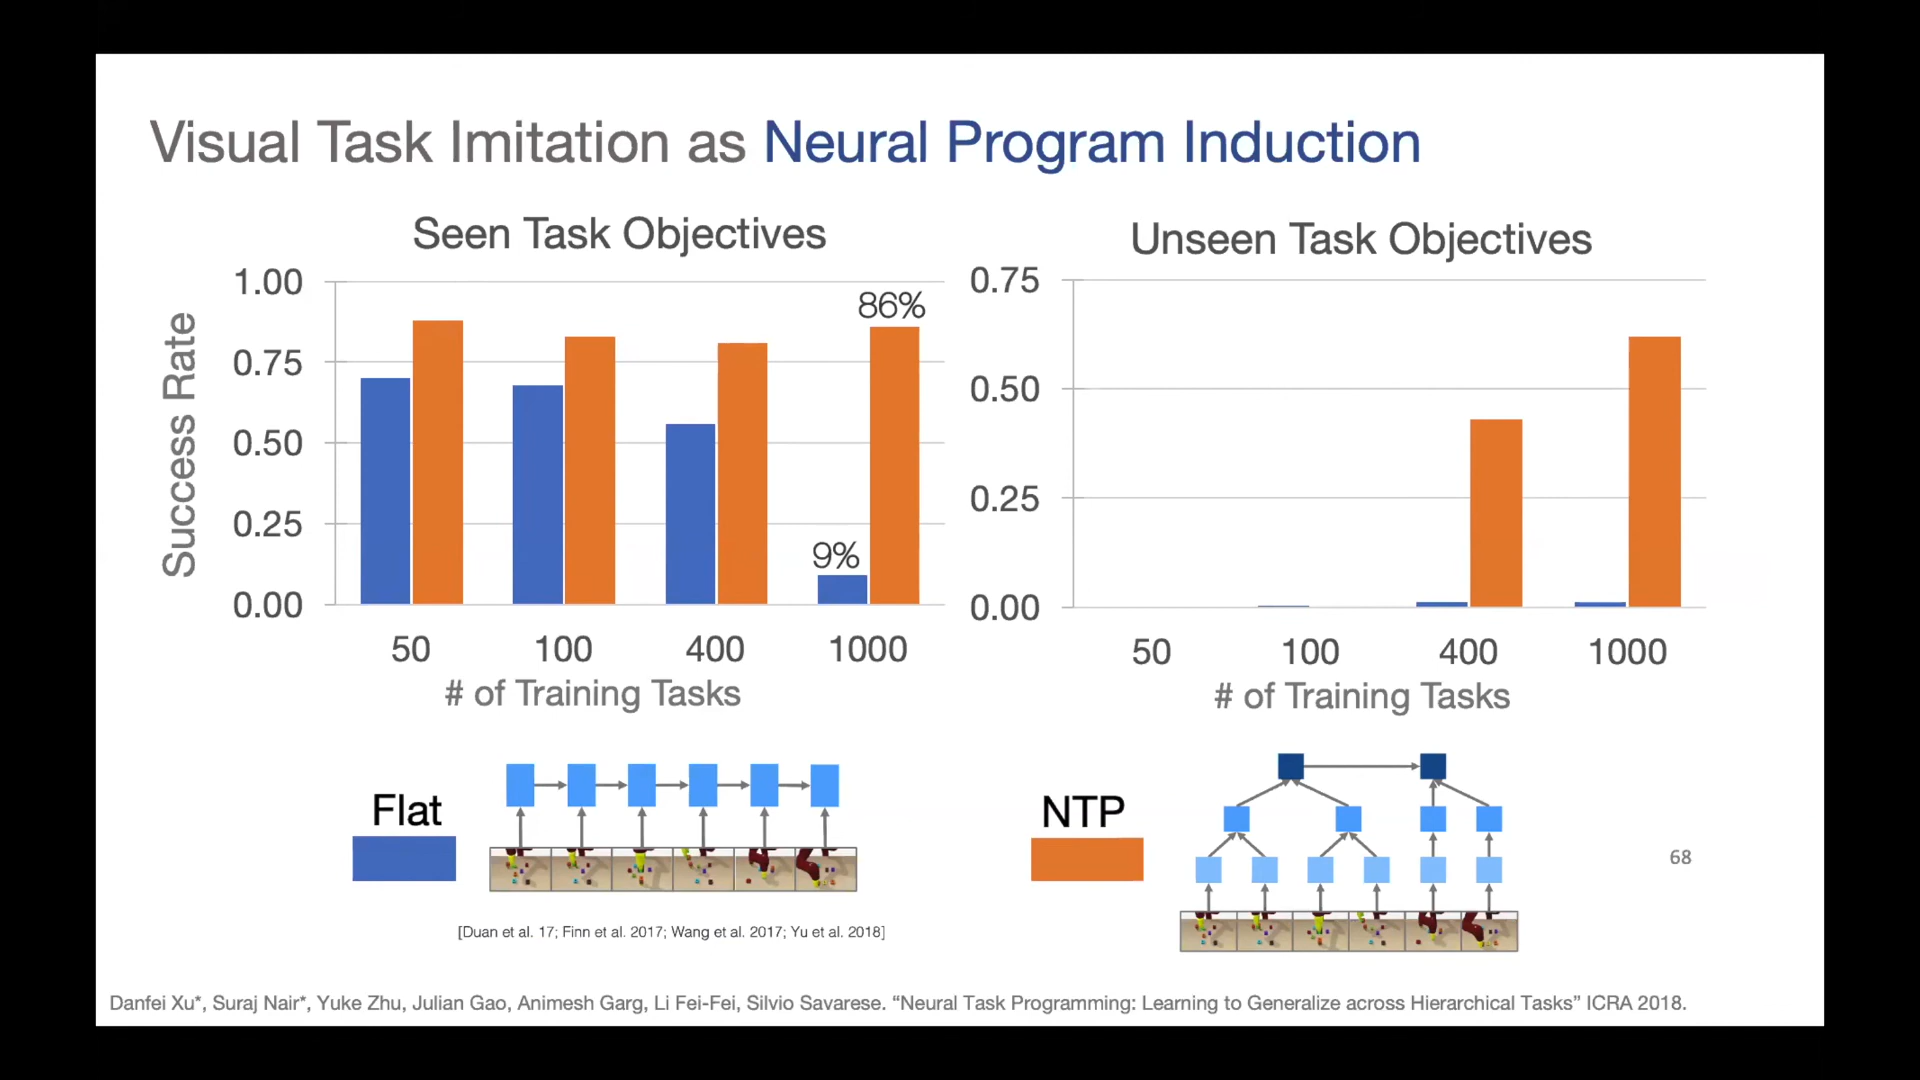 Visual Task Imitation as Neural Program Induction
Seen Task Objectives
Success Rate
1.00
0.75
0.50
0.25
0.00
86%
9%
50 100 400 1000
# of Training Tasks
Unseen Task Objectives
0.75
0.50
0.25
0.00
50 100 400 1000
# of Training Tasks
Flat
[Duan et al. 17; Finn et al. 2017; Wang et al. 2017; Yu et al. 2018]
NTP
68
Danfei Xu*, Suraj Nair*, Yuke Zhu, Julian Gao, Animesh Garg, Li Fei-Fei, Silvio Savarese. “Neural Task Programming: Learning to Generalize across Hierarchical Tasks” ICRA 2018.